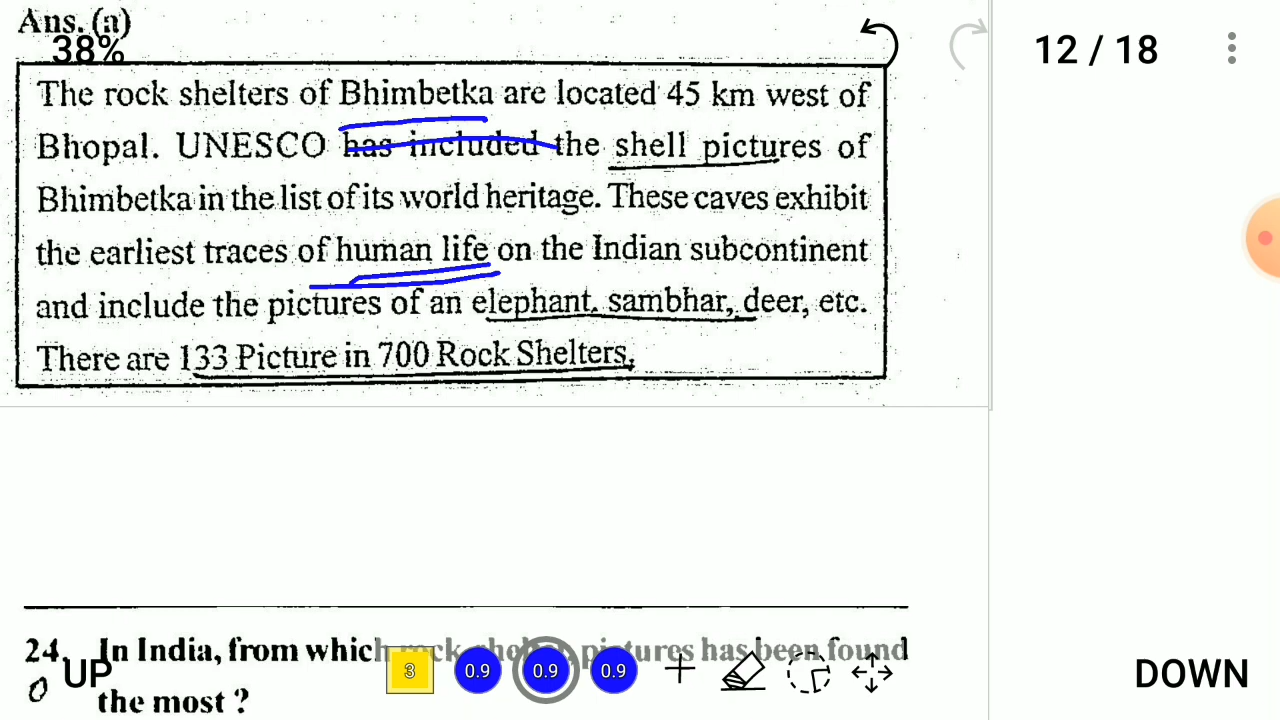 Ans. (a)
38%
12 / 18
The rock shelters of Bhimbetka are located 45 km west of
Bhopal. UNESCO has included the shell pictures of
Bhimbetka in the list of its world heritage. These caves exhibit
the earliest traces of human life on the Indian subcontinent
and include the pictures of an elephant, sambhar, deer, etc.
There are 133 Picture in 700 Rock Shelters.
24. In India, from which rock shelter, pictures has been found
the most ?
UP
3 0.9 0.9 0.9
DOWN